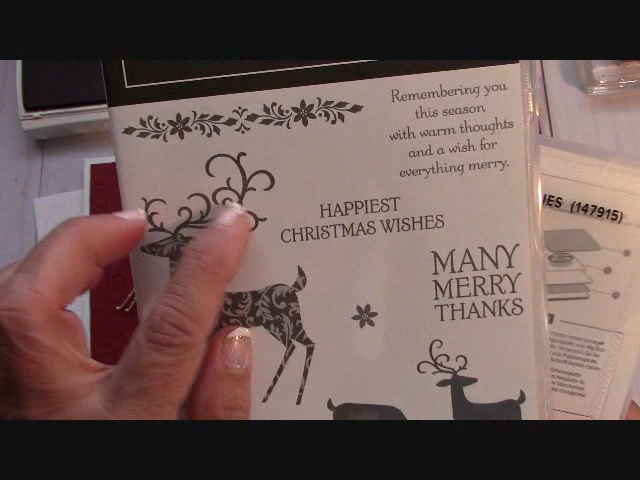 Remembering you
this season
with warm thoughts
and a wish for
everything merry.
HAPPIEST
CHRISTMAS WISHES
MANY
MERRY
THANKS
(147915)